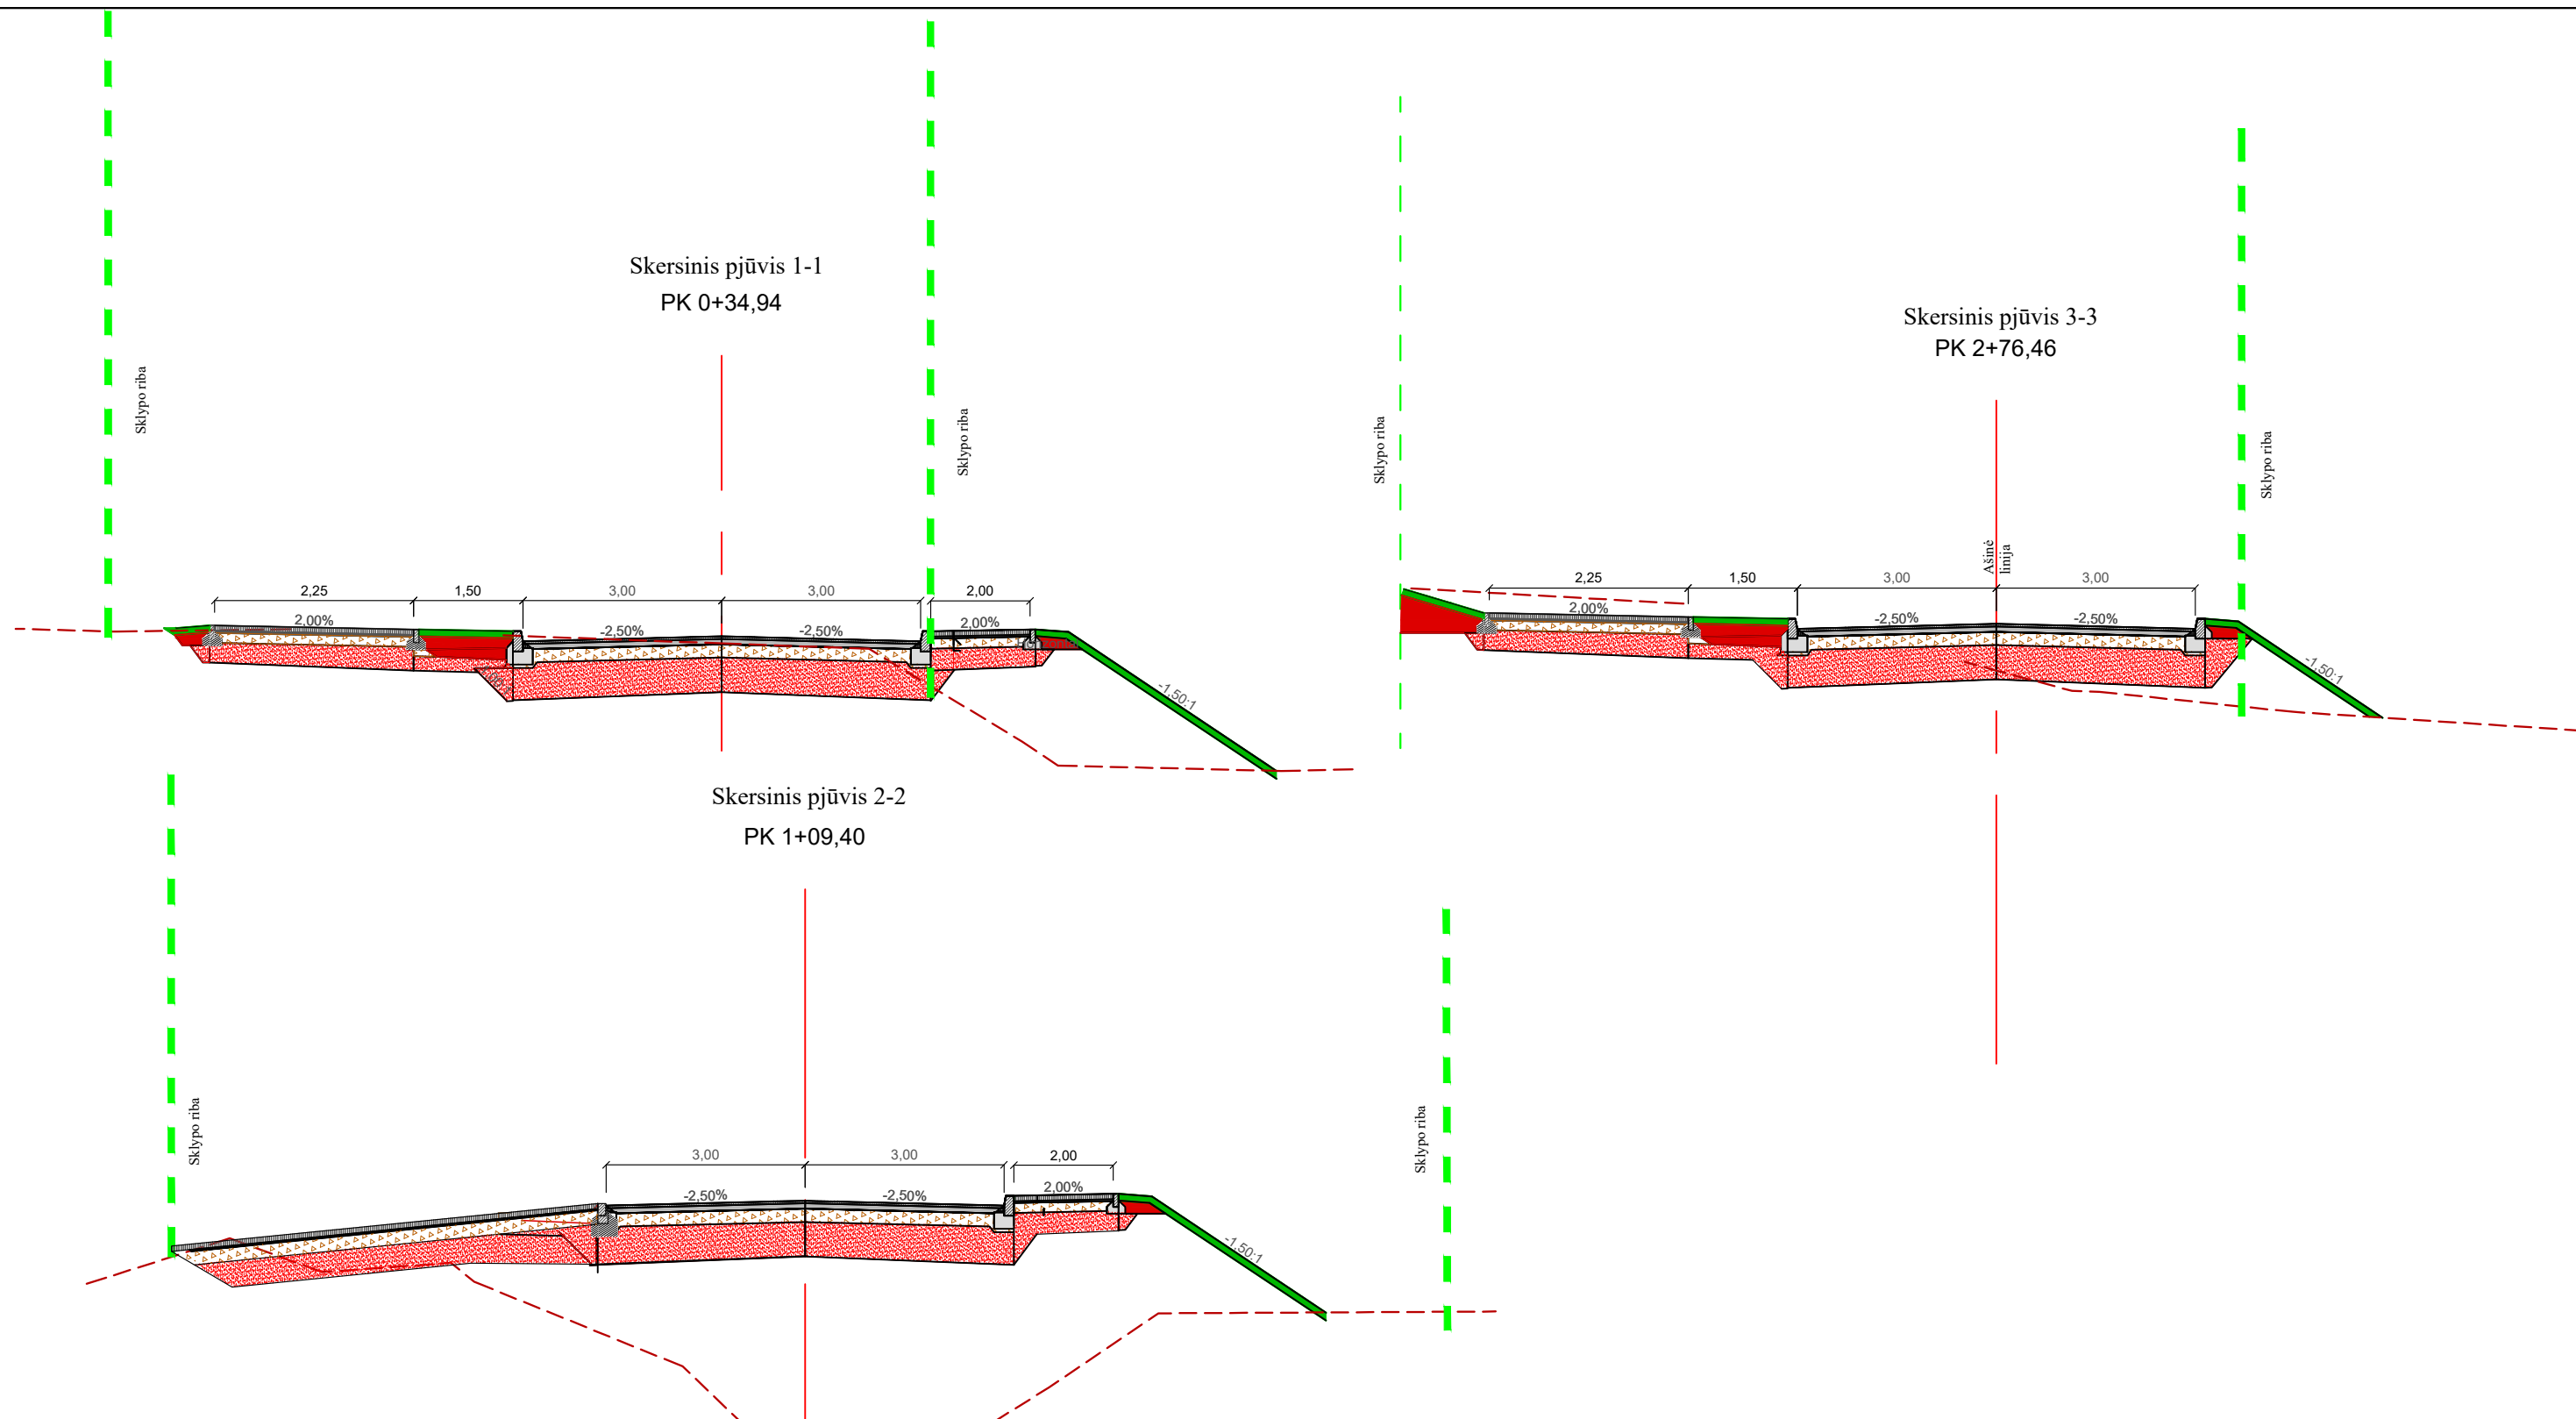 Skersinis pjūvis 1-1
PK 0+34,94
Sklypo riba
Sklypo riba
2,25
1,50
3,00
3,00
2,00
2,00%
-2,50%
-2,50%
2,00%
-1,50:1
Skersinis pjūvis 3-3
PK 2+76,46
Sklypo riba
Sklypo riba
Ašinė
linija
2,25
1,50
3,00
3,00
2,00%
-2,50%
-2,50%
-1,50:1
Skersinis pjūvis 2-2
PK 1+09,40
Sklypo riba
Sklypo riba
3,00
3,00
2,00
-2,50%
-2,50%
2,00%
-1,50:1